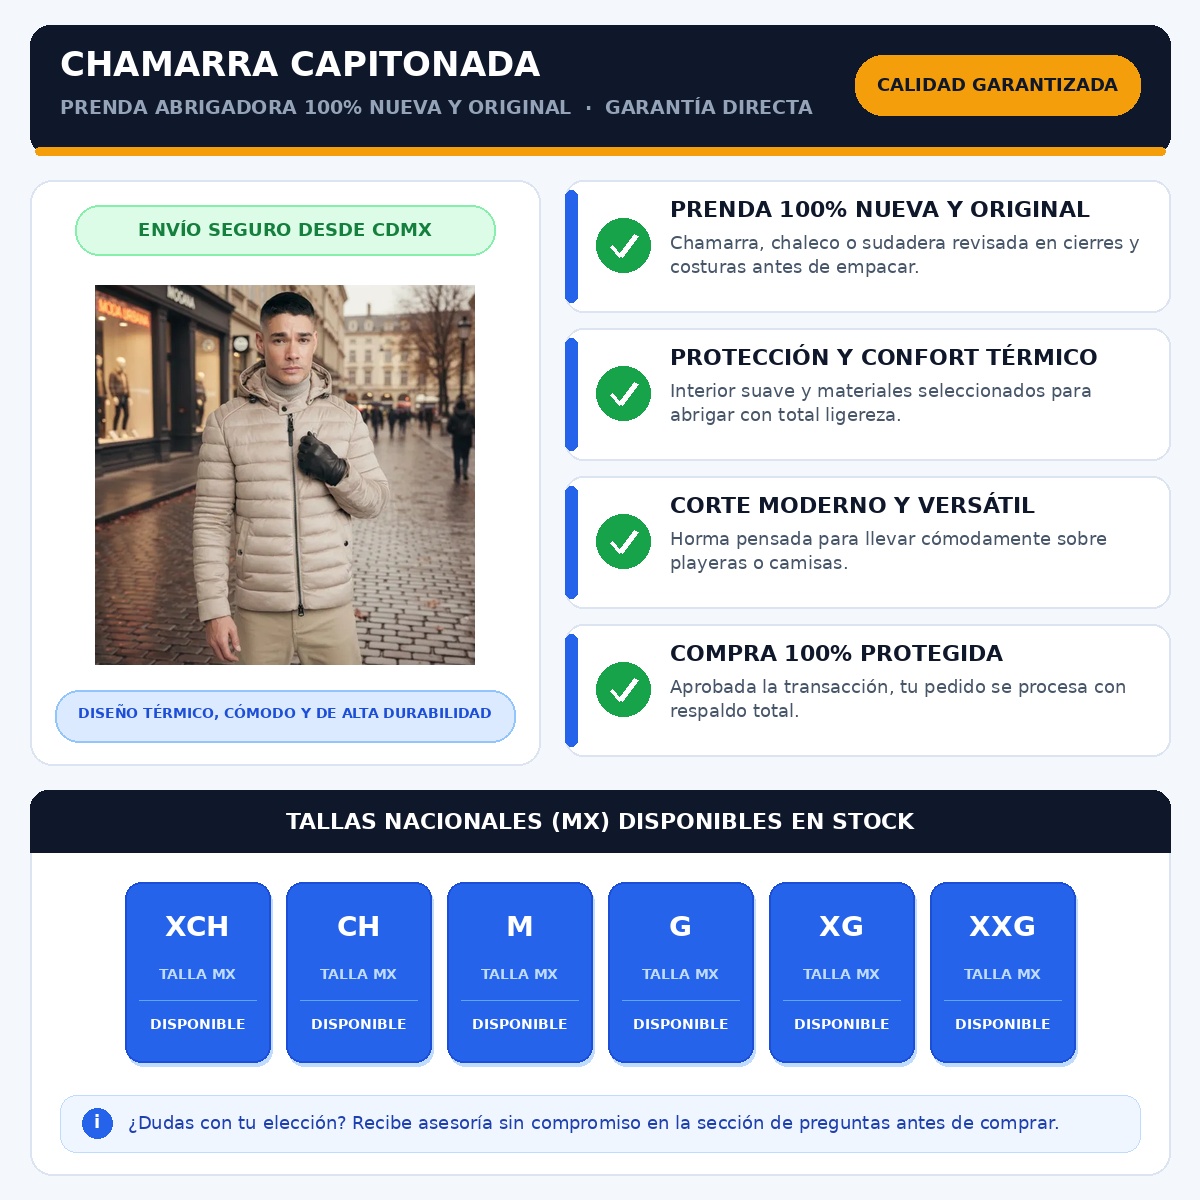 CHAMARRA CAPITONADA
PRENDA ABRIGADORA 100% NUEVA Y ORIGINAL · GARANTÍA DIRECTA
CALIDAD GARANTIZADA
ENVÍO SEGURO DESDE CDMX
MODA URBANA
DISEÑO TÉRMICO, CÓMODO Y DE ALTA DURABILIDAD
PRENDA 100% NUEVA Y ORIGINAL
Chamarra, chaleco o sudadera revisada en cierres y
costuras antes de empacar.
PROTECCIÓN Y CONFORT TÉRMICO
Interior suave y materiales seleccionados para
abrigar con total ligereza.
CORTE MODERNO Y VERSÁTIL
Horma pensada para llevar cómodamente sobre
playeras o camisas.
COMPRA 100% PROTEGIDA
Aprobada la transacción, tu pedido se procesa con
respaldo total.
TALLAS NACIONALES (MX) DISPONIBLES EN STOCK
XCH
TALLA MX
DISPONIBLE
CH
TALLA MX
DISPONIBLE
M
TALLA MX
DISPONIBLE
G
TALLA MX
DISPONIBLE
XG
TALLA MX
DISPONIBLE
XXG
TALLA MX
DISPONIBLE
i
¿Dudas con tu elección? Recibe asesoría sin compromiso en la sección de preguntas antes de comprar.